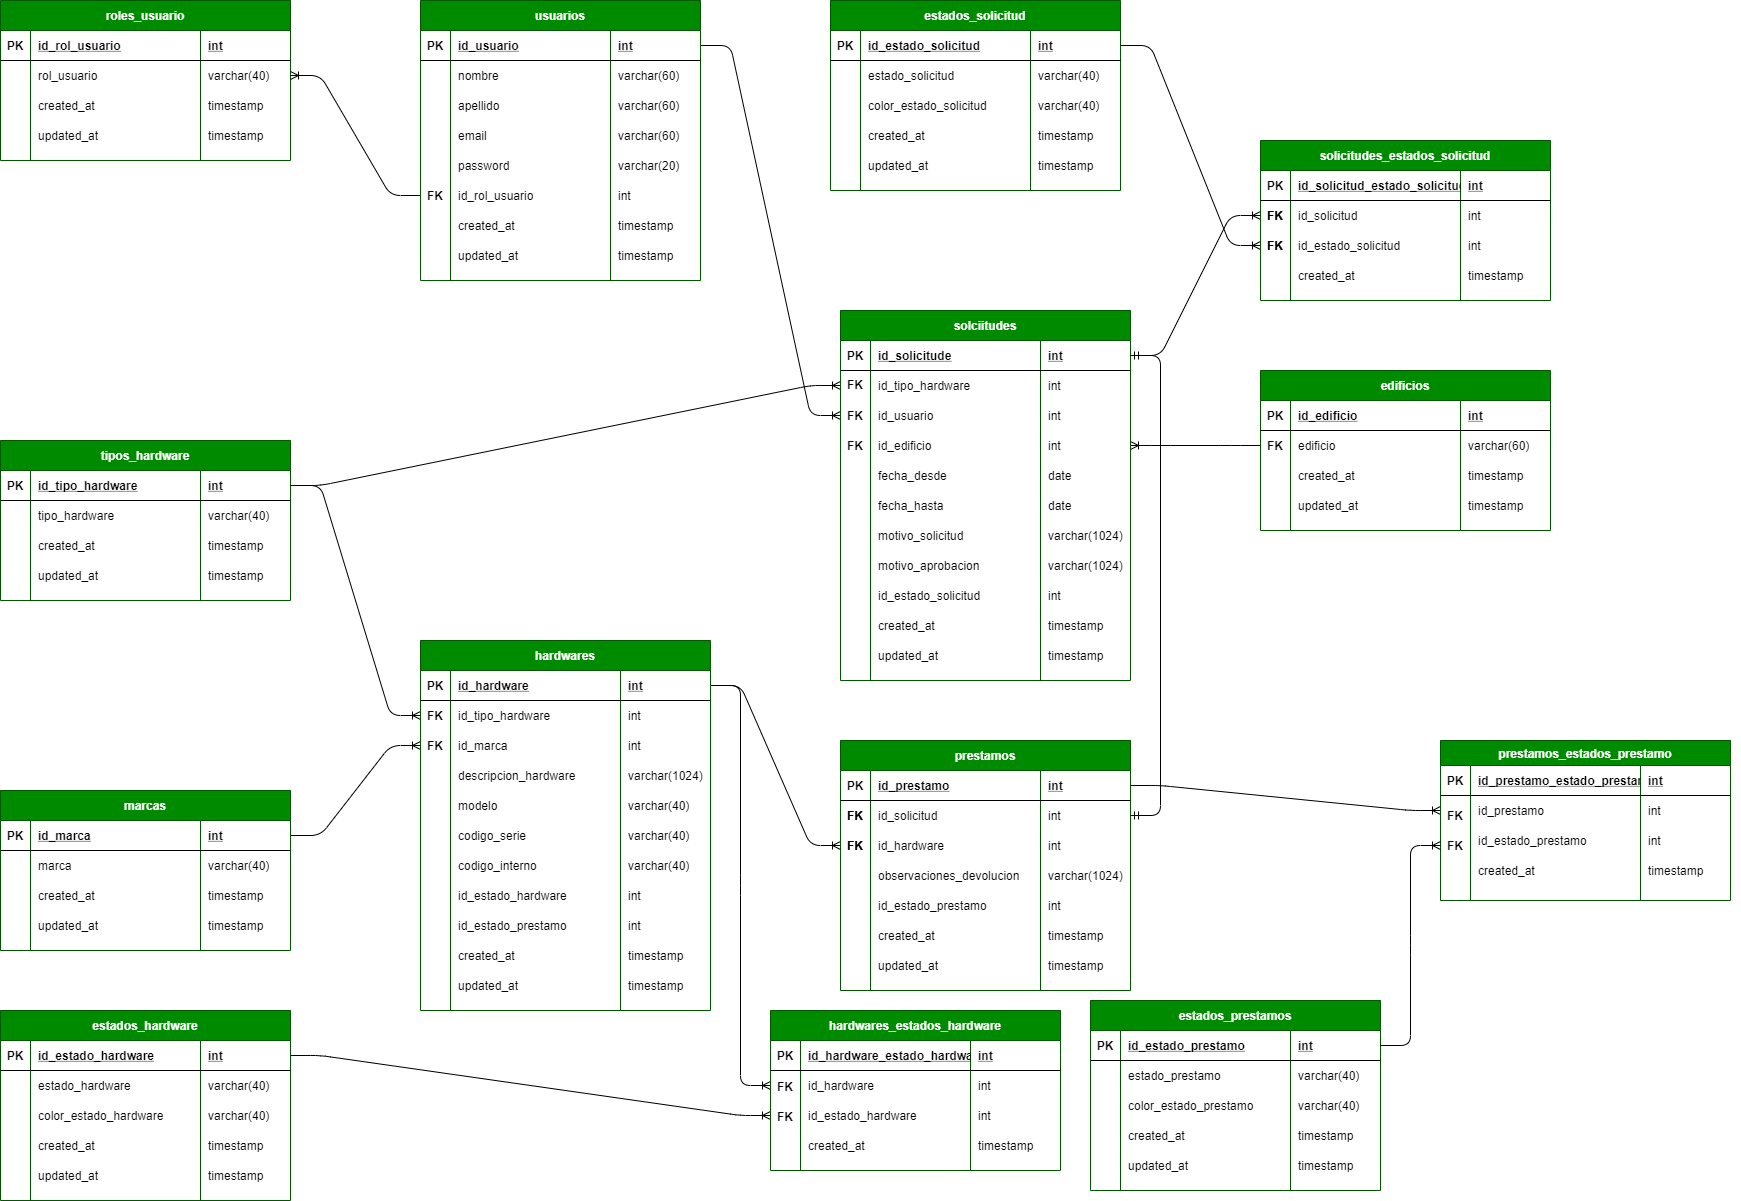 roles_usuario
PK id_rol_usuario int
rol_usuario varchar(40)
created_at timestamp
updated_at timestamp
usuarios
PK id_usuario int
nombre varchar(60)
apellido varchar(60)
email varchar(60)
password varchar(20)
FK id_rol_usuario int
created_at timestamp
updated_at timestamp
estados_solicitud
PK id_estado_solicitud int
estado_solicitud varchar(40)
color_estado_solicitud varchar(40)
created_at timestamp
updated_at timestamp
solicitudes_estados_solicitud
PK id_solicitud_estado_solicitu int
FK id_solicitud int
FK id_estado_solicitud int
created_at timestamp
solciitudes
PK id_solicitude int
FK id_tipo_hardware int
FK id_usuario int
FK id_edificio int
fecha_desde date
fecha_hasta date
motivo_solicitud varchar(1024)
motivo_aprobacion varchar(1024)
id_estado_solicitud int
created_at timestamp
updated_at timestamp
edificios
PK id_edificio int
FK edificio varchar(60)
created_at timestamp
updated_at timestamp
tipos_hardware
PK id_tipo_hardware int
tipo_hardware varchar(40)
created_at timestamp
updated_at timestamp
hardwares
PK id_hardware int
FK id_tipo_hardware int
FK id_marca int
descripcion_hardware varchar(1024)
modelo varchar(40)
codigo_serie varchar(40)
codigo_interno varchar(40)
id_estado_hardware int
id_estado_prestamo int
created_at timestamp
updated_at timestamp
prestamos
PK id_prestamo int
FK id_solicitud int
FK id_hardware int
observaciones_devolucion varchar(1024)
id_estado_prestamo int
created_at timestamp
updated_at timestamp
prestamos_estados_prestamo
PK id_prestamo_estado_prestar int
FK id_prestamo int
FK id_estado_prestamo int
created_at timestamp
marcas
PK id_marca int
marca varchar(40)
created_at timestamp
updated_at timestamp
estados_hardware
PK id_estado_hardware int
estado_hardware varchar(40)
color_estado_hardware varchar(40)
created_at timestamp
updated_at timestamp
hardwares_estados_hardware
PK id_hardware_estado_hardwa int
FK id_hardware int
FK id_estado_hardware int
created_at timestamp
estados_prestamos
PK id_estado_prestamo int
estado_prestamo varchar(40)
color_estado_prestamo varchar(40)
created_at timestamp
updated_at timestamp